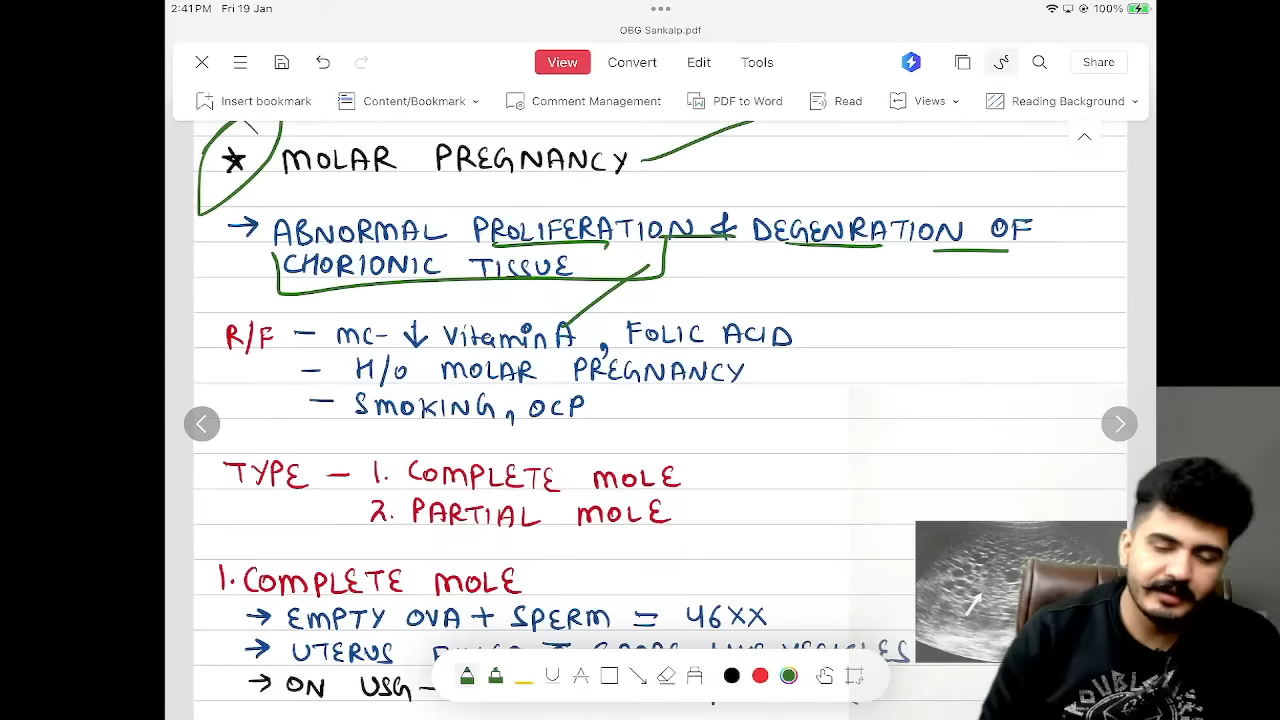 2:41PM Fri 19 Jan
100%
OBG Sankalp.pdf
View Convert Edit Tools Share
Insert bookmark Content/Bookmark Comment Management PDF to Word Read Views Reading Background
★ MOLAR PREGNANCY
→ ABNORMAL PROLIFERATION & DEGENRATION OF
CHORIONIC TISSUE
R/F - MC- ↓ Vitamin A, FOLIC ACID
- H/O MOLAR PREGNANCY
- SMOKING, OCP
TYPE - 1. COMPLETE MOLE
2. PARTIAL MOLE
1. COMPLETE MOLE
→ EMPTY OVA + SPERM = 46XX
→ UTERUS VESICLES
→ ON USG -